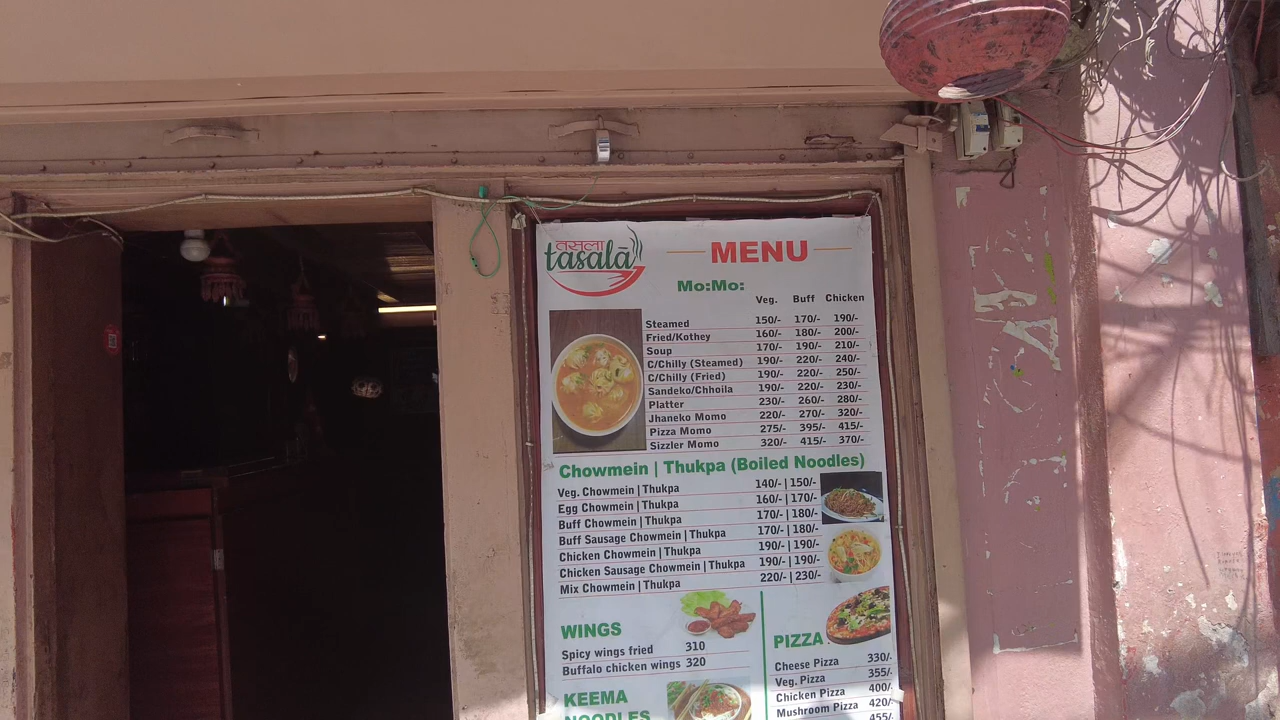 तसला
tasalā
MENU
Mo:Mo:
Veg. Buff Chicken
Steamed 150/- 170/- 190/-
Fried/Kothey 160/- 180/- 200/-
Soup 170/- 190/- 210/-
C/Chilly (Steamed) 190/- 220/- 240/-
C/Chilly (Fried) 190/- 220/- 250/-
Sandeko/Chhoila 190/- 220/- 230/-
Platter 230/- 260/- 280/-
Jhaneko Momo 220/- 270/- 320/-
Pizza Momo 275/- 395/- 415/-
Sizzler Momo 320/- 415/- 370/-
Chowmein | Thukpa (Boiled Noodles)
Veg. Chowmein | Thukpa 140/- | 150/-
Egg Chowmein | Thukpa 160/- | 170/-
Buff Chowmein | Thukpa 170/- | 180/-
Buff Sausage Chowmein | Thukpa 170/- | 180/-
Chicken Chowmein | Thukpa 190/- | 190/-
Chicken Sausage Chowmein | Thukpa 190/- | 190/-
Mix Chowmein | Thukpa 220/- | 230/-
WINGS
Spicy wings fried 310
Buffalo chicken wings 320
KEEMA
NOODLES
PIZZA
Cheese Pizza 330/-
Veg. Pizza 355/-
Chicken Pizza 400/-
Mushroom Pizza 420/-
455/-